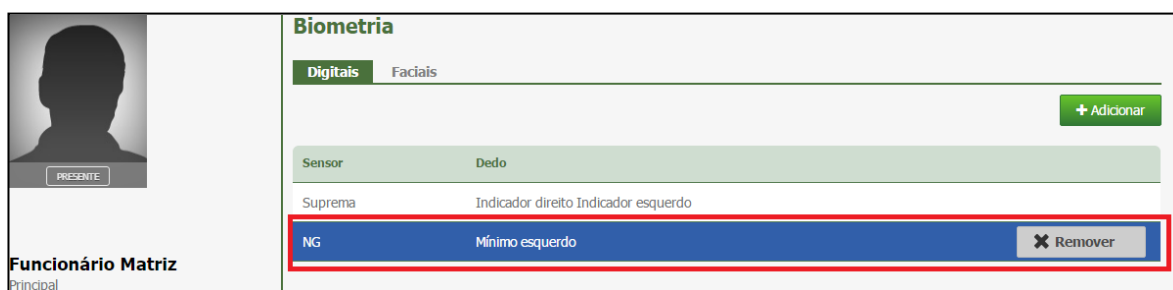 Biometria
Digitais Faciais
+ Adicionar
Sensor Dedo
PRESENTE
Suprema Indicador direito Indicador esquerdo
NG Mínimo esquerdo ✖ Remover
Funcionário Matriz
Principal